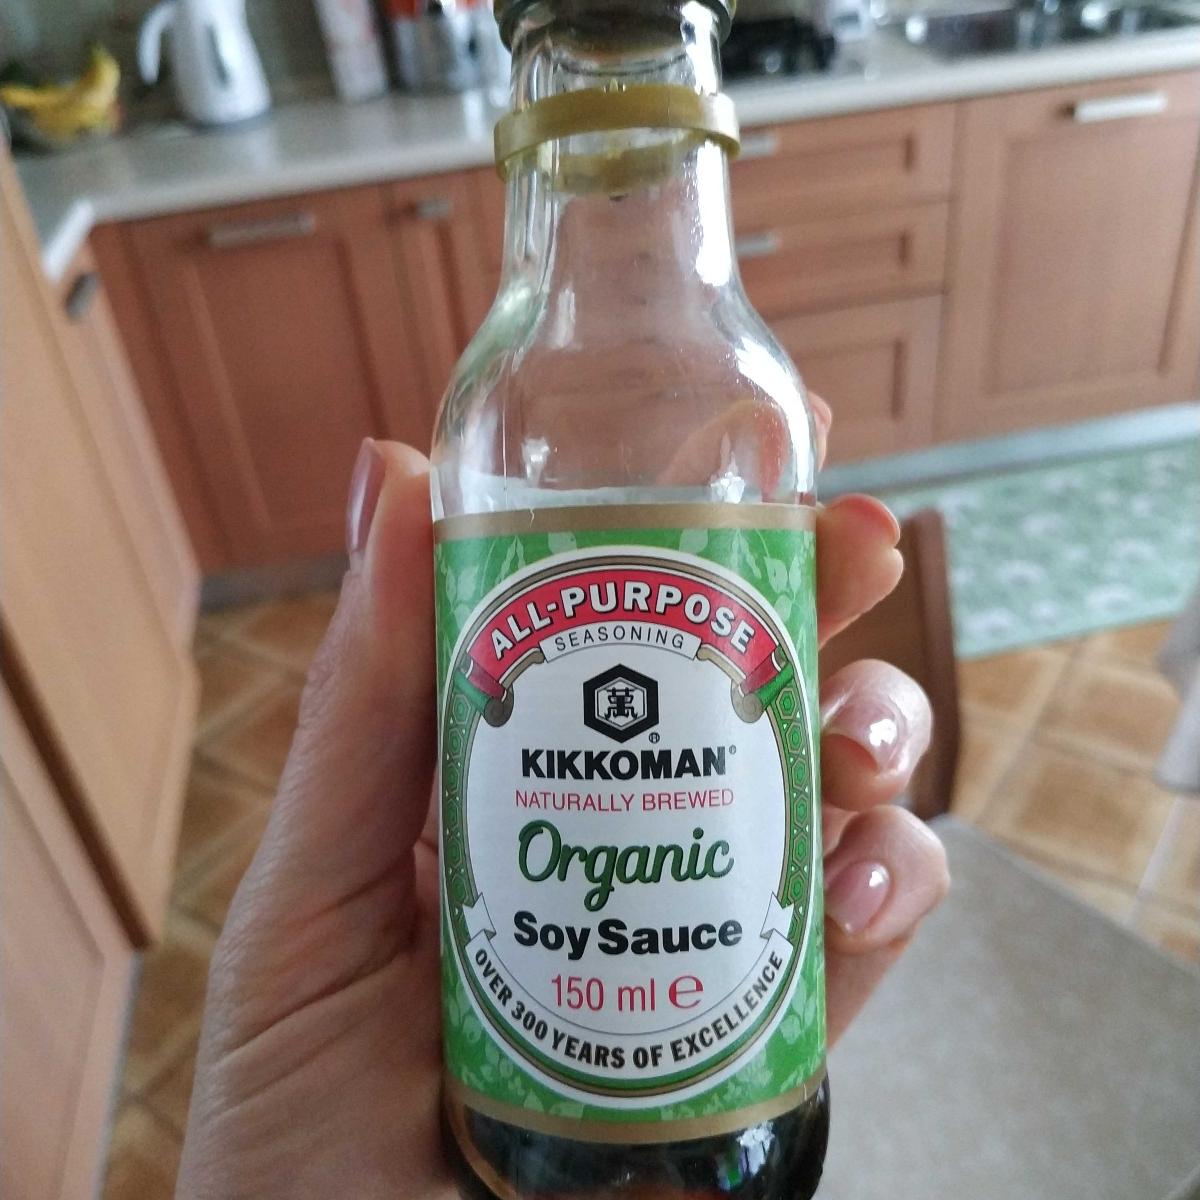 ALL-PURPOSE
SEASONING
萬
®
KIKKOMAN®
NATURALLY BREWED
Organic
Soy Sauce
150 ml ℮
OVER 300 YEARS OF EXCELLENCE